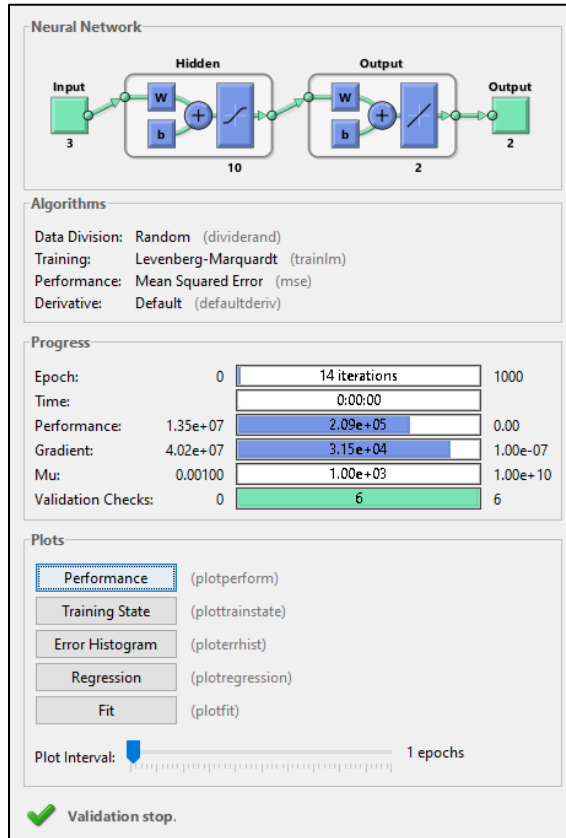 Neural Network
Hidden Output
Input Output
W W
b b
3 10 2 2
Algorithms
Data Division: Random (dividerand)
Training: Levenberg-Marquardt (trainlm)
Performance: Mean Squared Error (mse)
Derivative: Default (defaultderiv)
Progress
Epoch: 0 14 iterations 1000
Time: 0:00:00
Performance: 1.35e+07 2.09e+05 0.00
Gradient: 4.02e+07 3.15e+04 1.00e-07
Mu: 0.00100 1.00e+03 1.00e+10
Validation Checks: 0 6 6
Plots
Performance (plotperform)
Training State (plottrainstate)
Error Histogram (ploterrhist)
Regression (plotregression)
Fit (plotfit)
Plot Interval: 1 epochs
Validation stop.